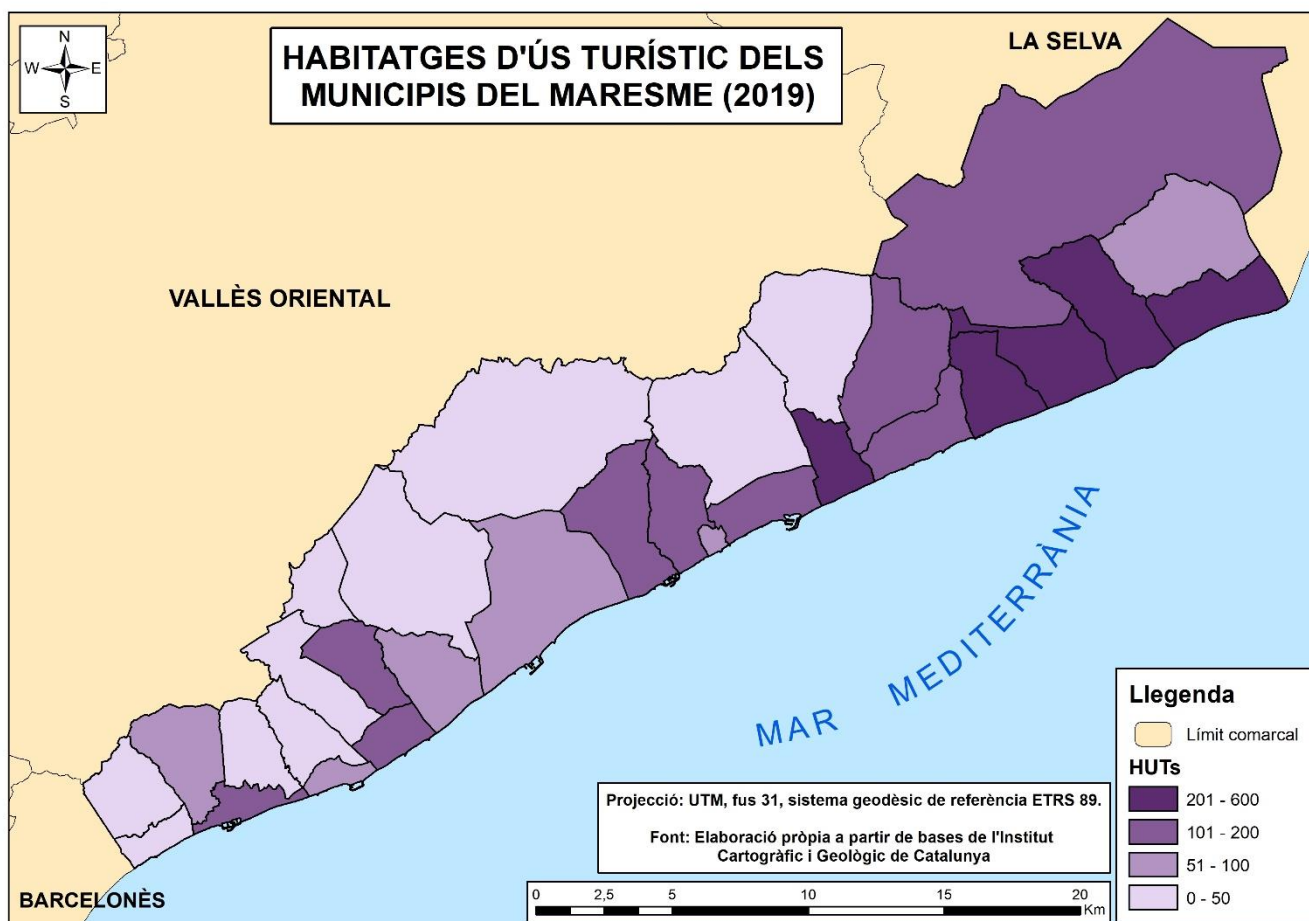 N
W E
S
HABITATGES D'ÚS TURÍSTIC DELS
MUNICIPIS DEL MARESME (2019)
LA SELVA
VALLÈS ORIENTAL
MAR MEDITERRÀNIA
BARCELONÈS
Projecció: UTM, fus 31, sistema geodèsic de referència ETRS 89.
Font: Elaboració pròpia a partir de bases de l'Institut
Cartogràfic i Geològic de Catalunya
0 2,5 5 10 15 20
Km
Llegenda
Límit comarcal
HUTs
201 - 600
101 - 200
51 - 100
0 - 50